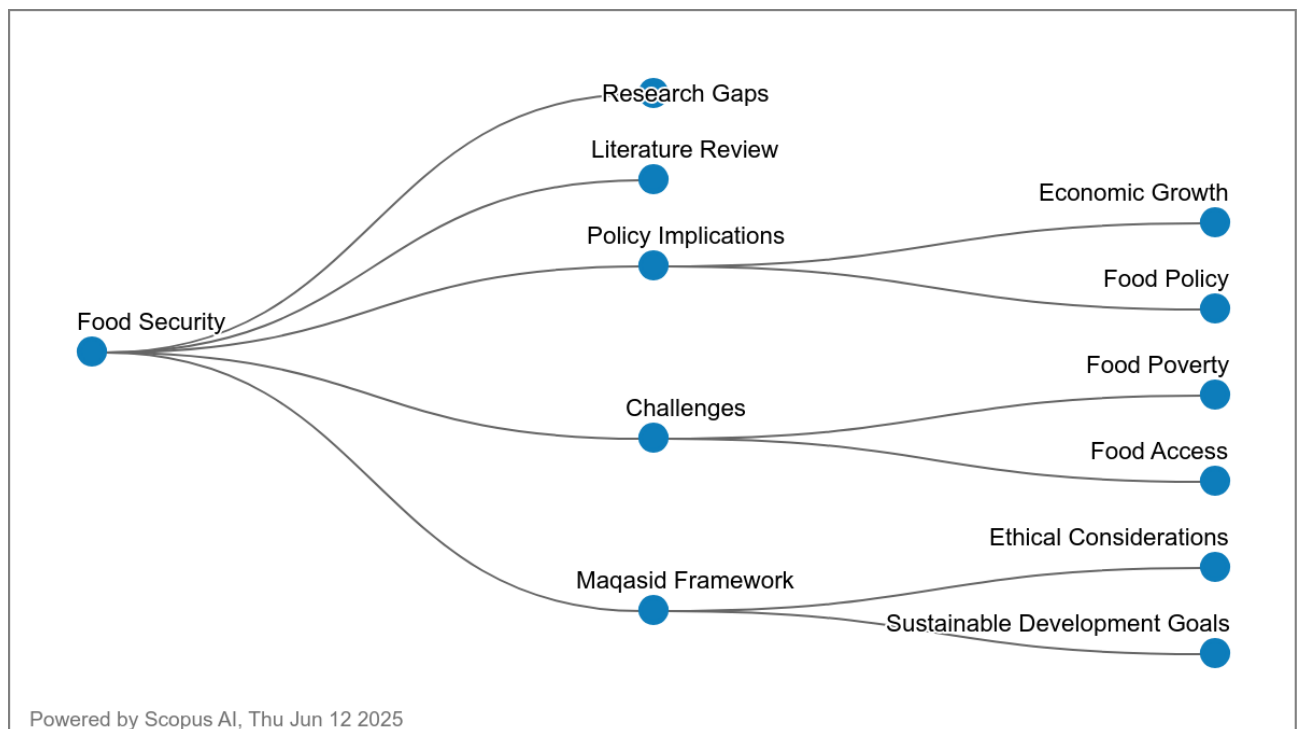 Research Gaps
Literature Review
Economic Growth
Policy Implications
Food Policy
Food Security
Food Poverty
Challenges
Food Access
Ethical Considerations
Maqasid Framework
Sustainable Development Goals
Powered by Scopus AI, Thu Jun 12 2025